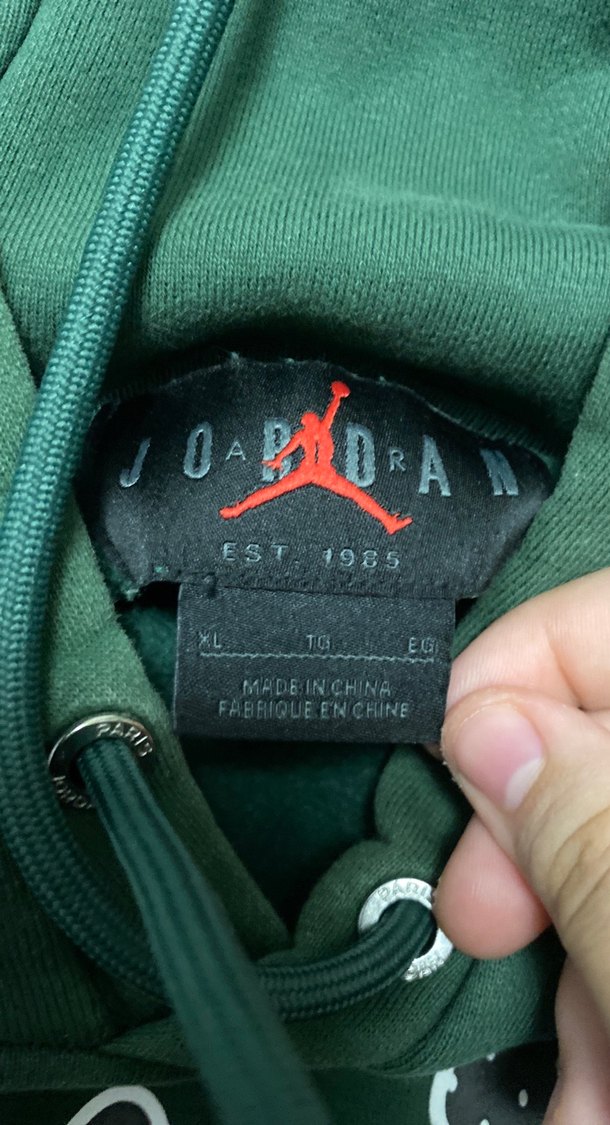 JORDAN
AIR
EST. 1985
XL TG EG
MADE IN CHINA
FABRIQUE EN CHINE
PARIS
PARIS